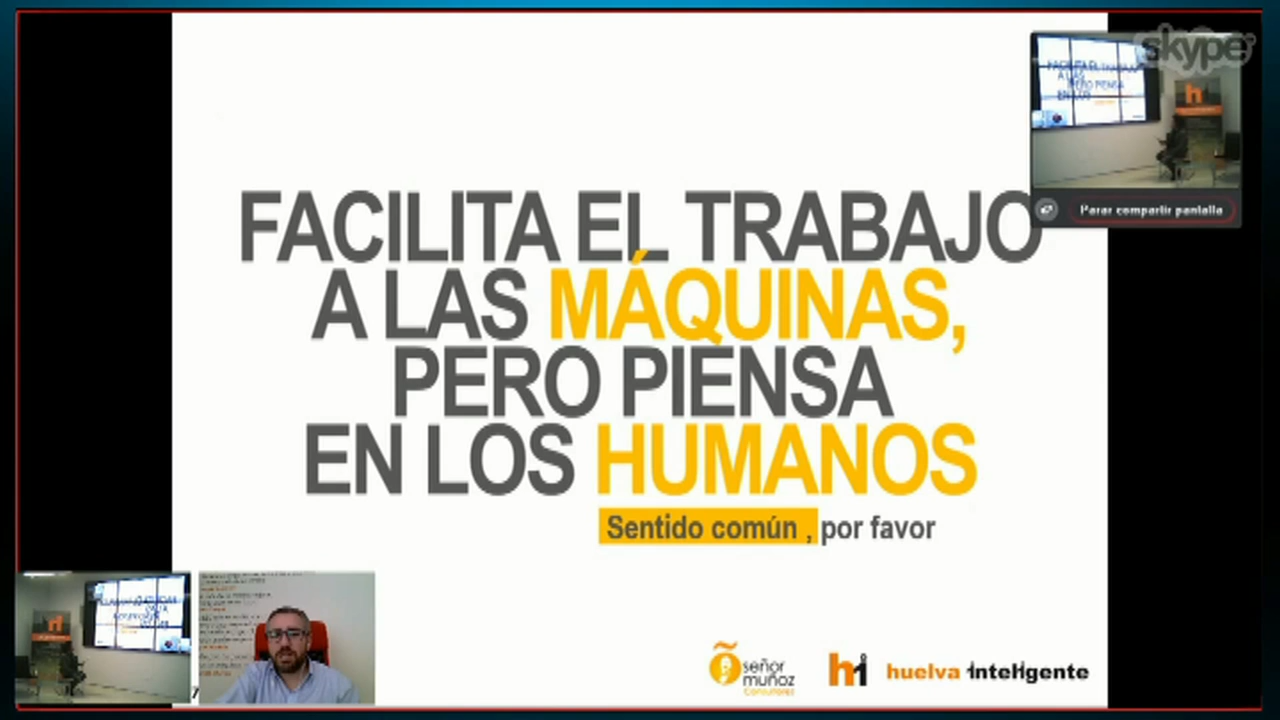 skype
Parar compartir pantalla
FACILITA EL TRABAJO
A LAS MÁQUINAS,
PERO PIENSA
EN LOS HUMANOS
Sentido común , por favor
señor
muñoz
Consultores
huelva inteligente